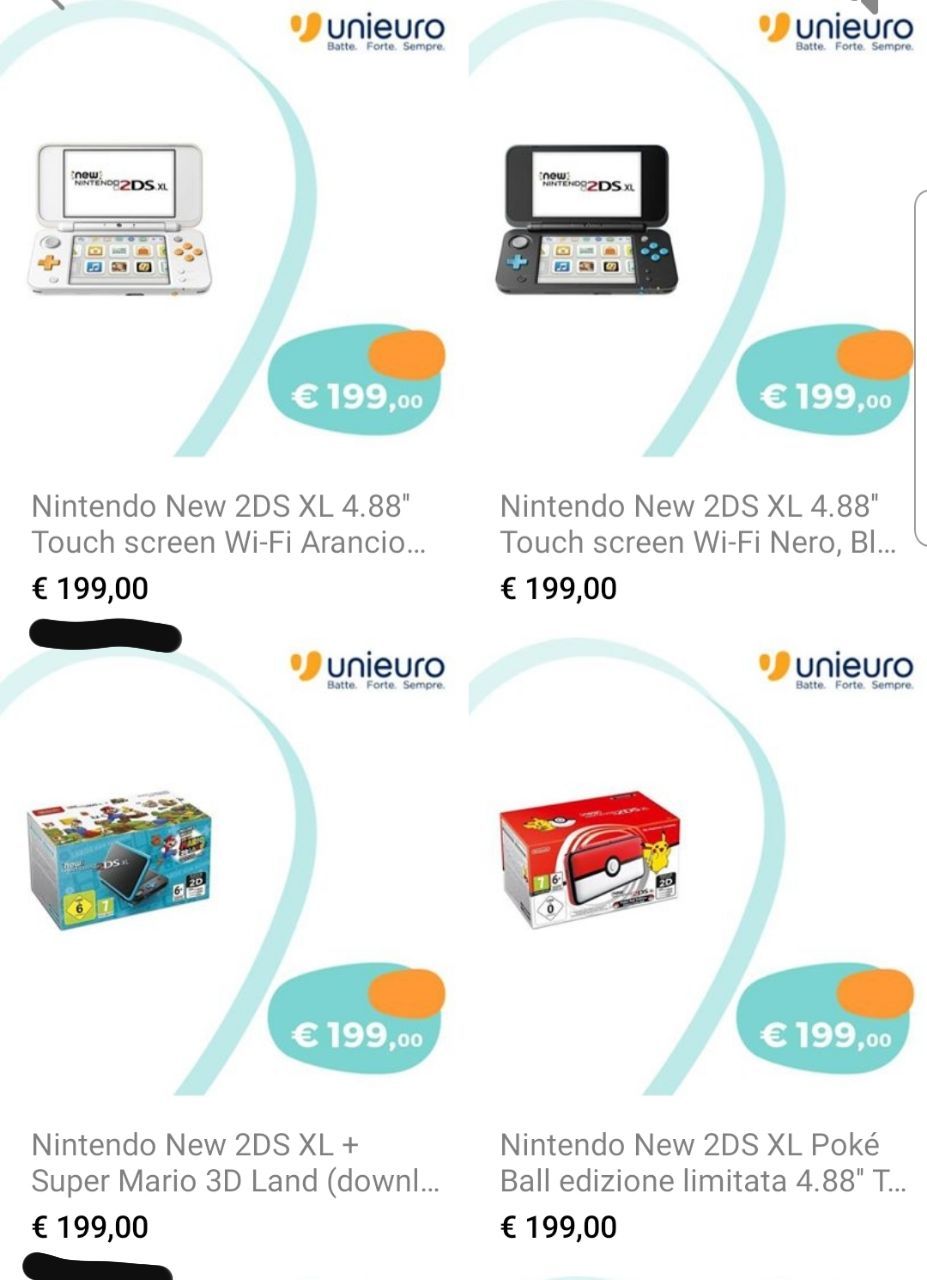 unieuro
Batte. Forte. Sempre.
new
NINTENDO 2DS XL
€ 199,00
Nintendo New 2DS XL 4.88"
Touch screen Wi-Fi Arancio...
€ 199,00
unieuro
Batte. Forte. Sempre.
new
NINTENDO 2DS XL
€ 199,00
Nintendo New 2DS XL 4.88"
Touch screen Wi-Fi Nero, Bl...
€ 199,00
unieuro
Batte. Forte. Sempre.
new
2DS XL
6
7
6+
2D
€ 199,00
Nintendo New 2DS XL +
Super Mario 3D Land (downl...
€ 199,00
unieuro
Batte. Forte. Sempre.
2DS XL
7
6+
0
2D
€ 199,00
Nintendo New 2DS XL Poké
Ball edizione limitata 4.88" T...
€ 199,00